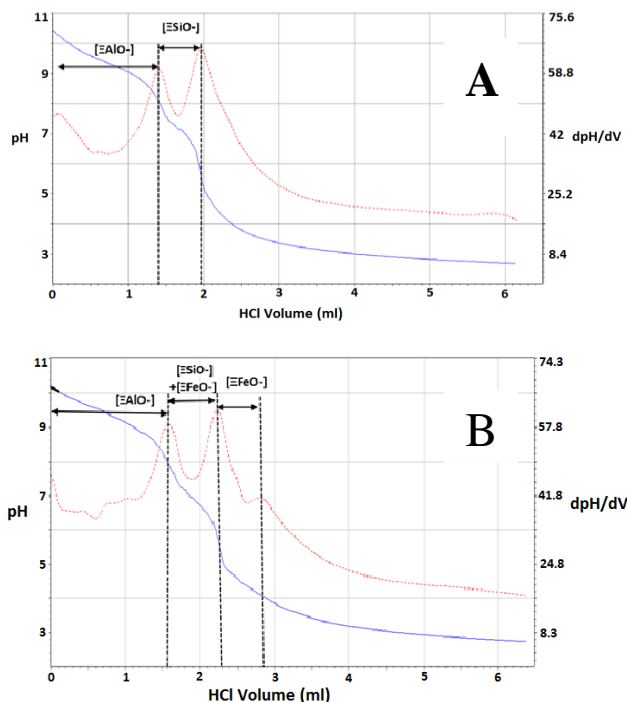 11
75.6
[ΞAlO-]
[ΞSiO-]
A
9
58.8
pH
7
42
dpH/dV
5
25.2
3
8.4
0
1
2
3
4
5
6
HCl Volume (ml)
11
74.3
[ΞSiO-]
+[ΞFeO-]
[ΞFeO-]
[ΞAlO-]
B
9
57.8
pH
7
41.8
dpH/dV
5
24.8
3
8.3
0
1
2
3
4
5
6
HCl Volume (ml)